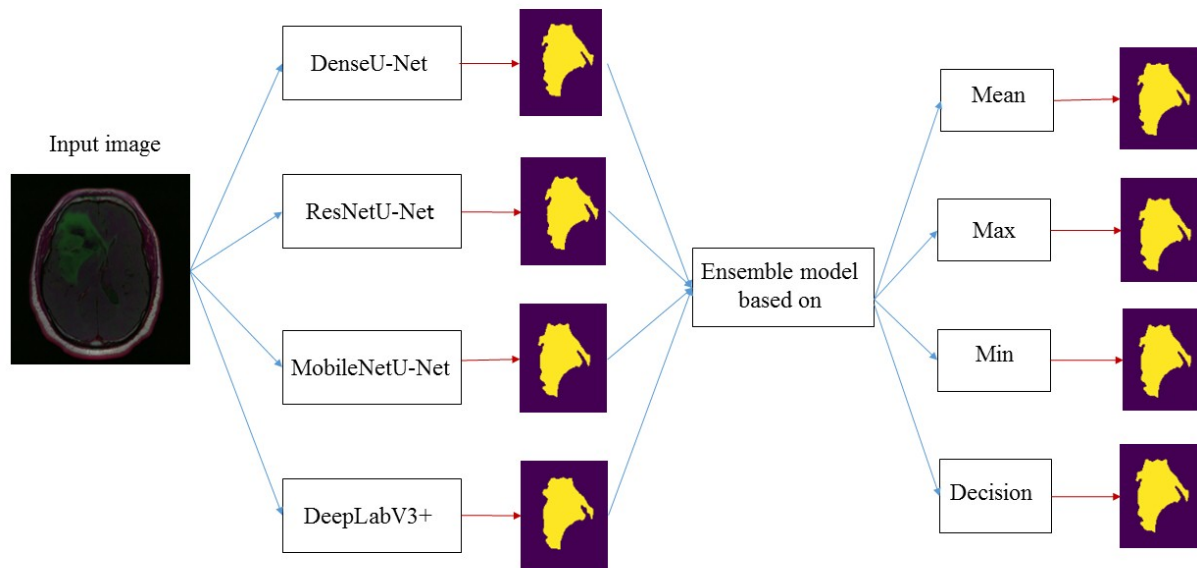 Input image
DenseU-Net
ResNetU-Net
MobileNetU-Net
DeepLabV3+
Ensemble model
based on
Mean
Max
Min
Decision